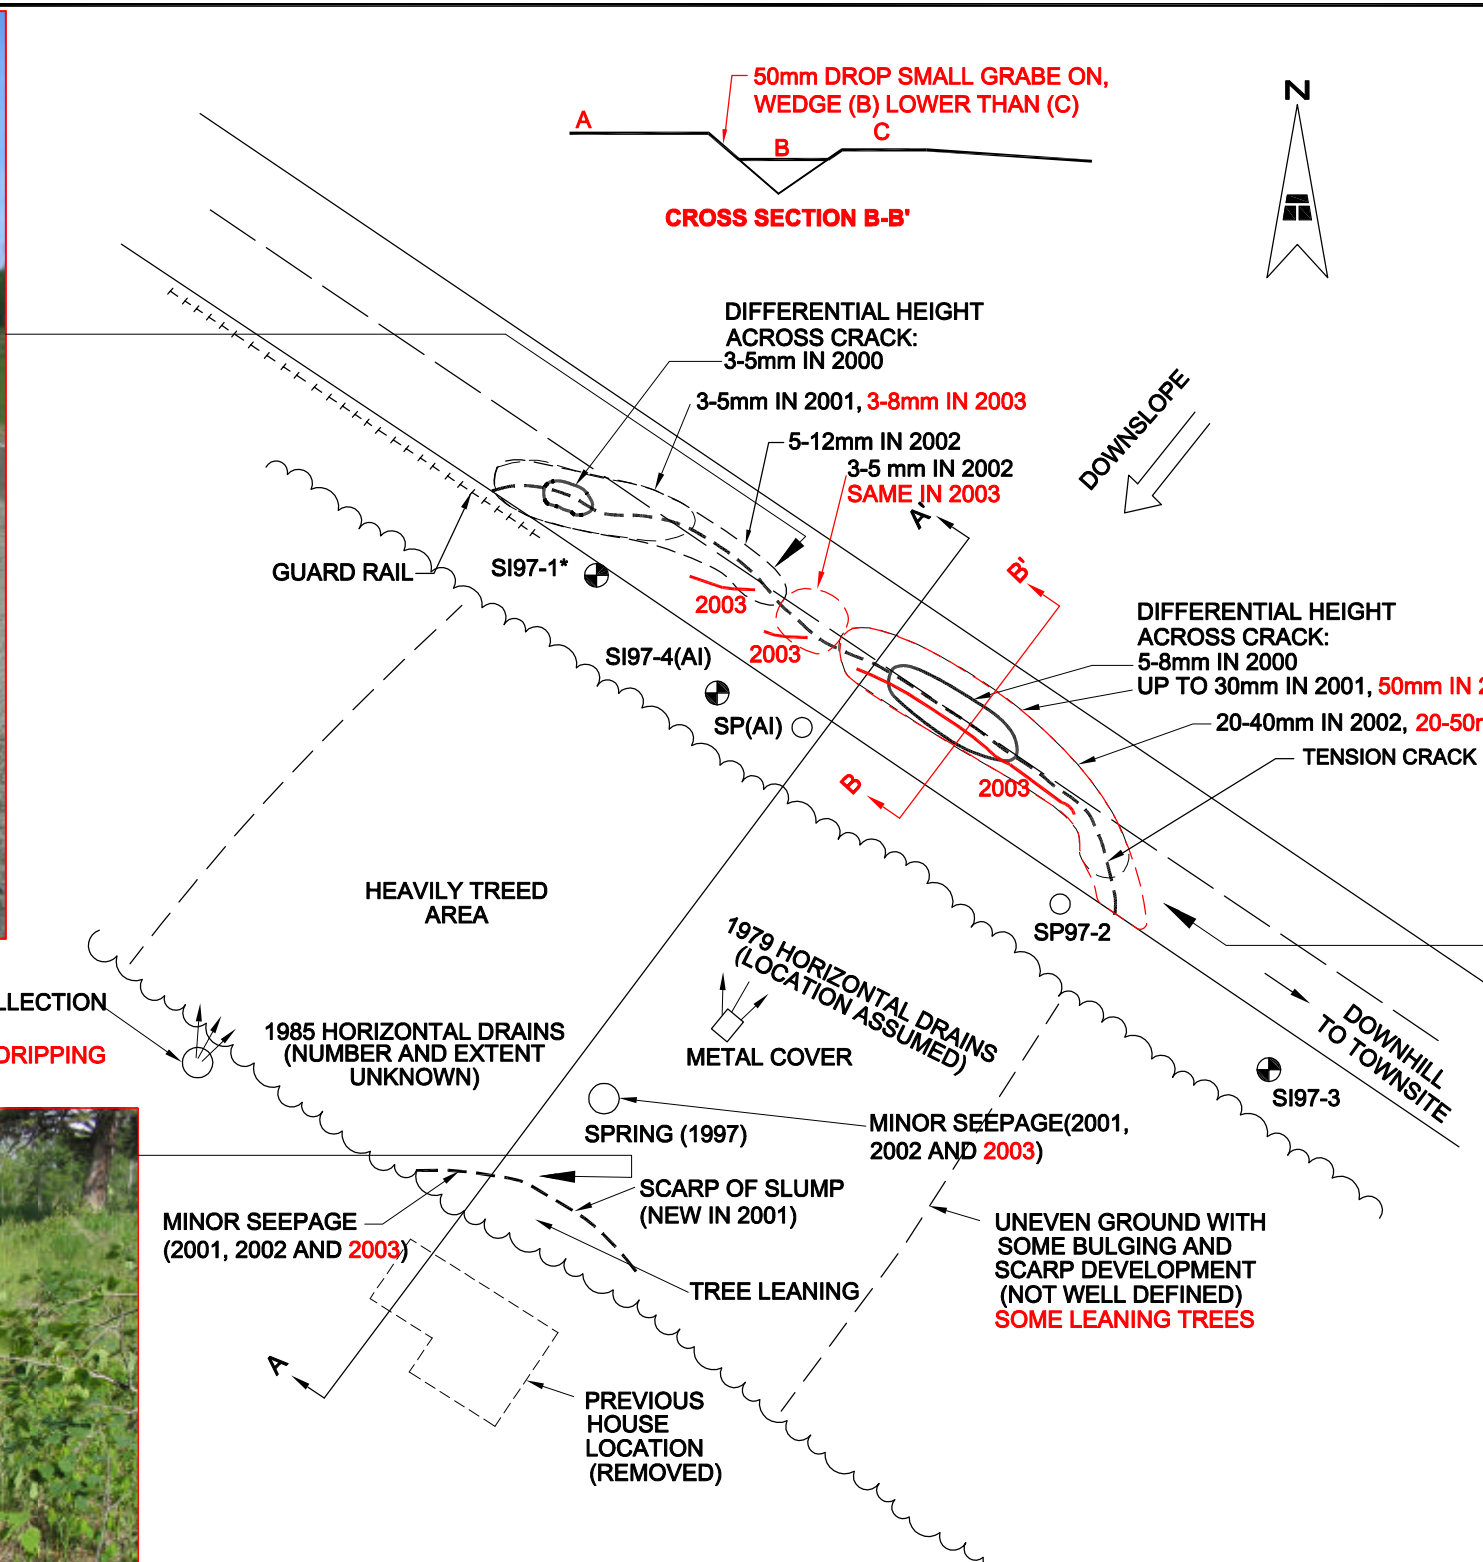 50mm DROP SMALL GRABE ON,
WEDGE (B) LOWER THAN (C)
A
B
C
CROSS SECTION B-B'
N
DIFFERENTIAL HEIGHT
ACROSS CRACK:
3-5mm IN 2000
3-5mm IN 2001, 3-8mm IN 2003
5-12mm IN 2002
3-5 mm IN 2002
SAME IN 2003
DOWNSLOPE
A'
B'
GUARD RAIL
SI97-1*
2003
2003
SI97-4(AI)
SP(AI)
DIFFERENTIAL HEIGHT
ACROSS CRACK:
5-8mm IN 2000
UP TO 30mm IN 2001, 50mm IN
20-40mm IN 2002, 20-50
TENSION CRACK
B
2003
HEAVILY TREED
AREA
SP97-2
1979 HORIZONTAL DRAINS
(LOCATION ASSUMED)
METAL COVER
LLECTION
DRIPPING
1985 HORIZONTAL DRAINS
(NUMBER AND EXTENT
UNKNOWN)
DOWNHILL
TO TOWNSITE
SI97-3
SPRING (1997)
MINOR SEEPAGE(2001,
2002 AND 2003)
SCARP OF SLUMP
(NEW IN 2001)
MINOR SEEPAGE
(2001, 2002 AND 2003)
TREE LEANING
UNEVEN GROUND WITH
SOME BULGING AND
SCARP DEVELOPMENT
(NOT WELL DEFINED)
SOME LEANING TREES
A
PREVIOUS
HOUSE
LOCATION
(REMOVED)